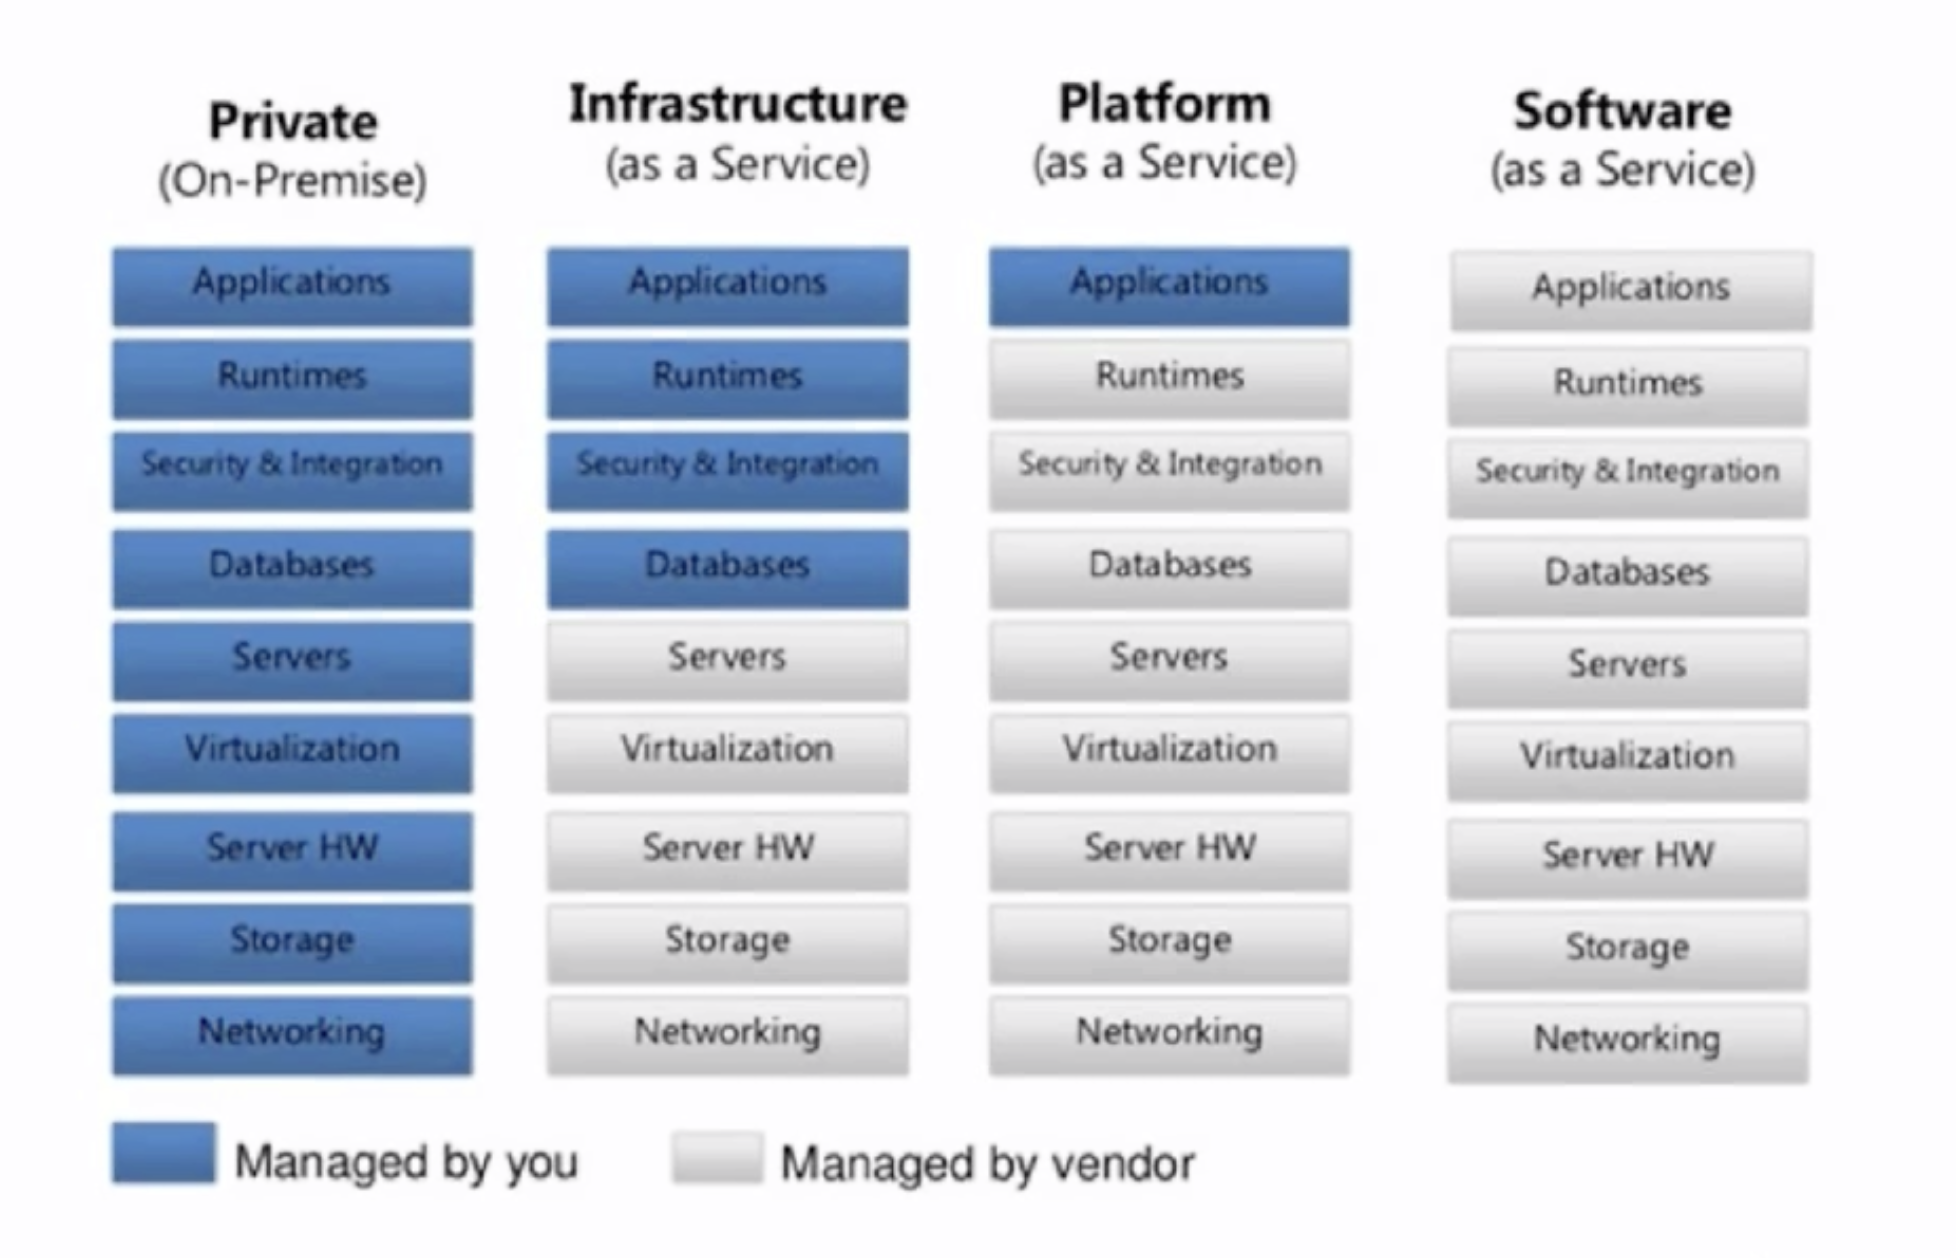 Private
(On-Premise)
Infrastructure
(as a Service)
Platform
(as a Service)
Software
(as a Service)
Applications
Runtimes
Security & Integration
Databases
Servers
Virtualization
Server HW
Storage
Networking
Applications
Runtimes
Security & Integration
Databases
Servers
Virtualization
Server HW
Storage
Networking
Applications
Runtimes
Security & Integration
Databases
Servers
Virtualization
Server HW
Storage
Networking
Applications
Runtimes
Security & Integration
Databases
Servers
Virtualization
Server HW
Storage
Networking
Managed by you
Managed by vendor